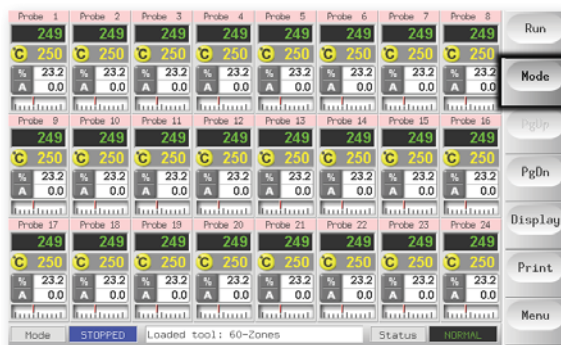 Probe 1 Probe 2 Probe 3 Probe 4 Probe 5 Probe 6 Probe 7 Probe 8
249 249 249 249 249 249 249 249
°C 250 °C 250 °C 250 °C 250 °C 250 °C 250 °C 250 °C 250
% 23.2 % 23.2 % 23.2 % 23.2 % 23.2 % 23.2 % 23.2 % 23.2
A 0.0 A 0.0 A 0.0 A 0.0 A 0.0 A 0.0 A 0.0 A 0.0
Probe 9 Probe 10 Probe 11 Probe 12 Probe 13 Probe 14 Probe 15 Probe 16
249 249 249 249 249 249 249 249
°C 250 °C 250 °C 250 °C 250 °C 250 °C 250 °C 250 °C 250
% 23.2 % 23.2 % 23.2 % 23.2 % 23.2 % 23.2 % 23.2 % 23.2
A 0.0 A 0.0 A 0.0 A 0.0 A 0.0 A 0.0 A 0.0 A 0.0
Probe 17 Probe 18 Probe 19 Probe 20 Probe 21 Probe 22 Probe 23 Probe 24
249 249 249 249 249 249 249 249
°C 250 °C 250 °C 250 °C 250 °C 250 °C 250 °C 250 °C 250
% 23.2 % 23.2 % 23.2 % 23.2 % 23.2 % 23.2 % 23.2 % 23.2
A 0.0 A 0.0 A 0.0 A 0.0 A 0.0 A 0.0 A 0.0 A 0.0
Mode STOPPED Loaded tool: 60-Zones Status NORMAL
Run
Mode
PgUp
PgDn
Display
Print
Menu